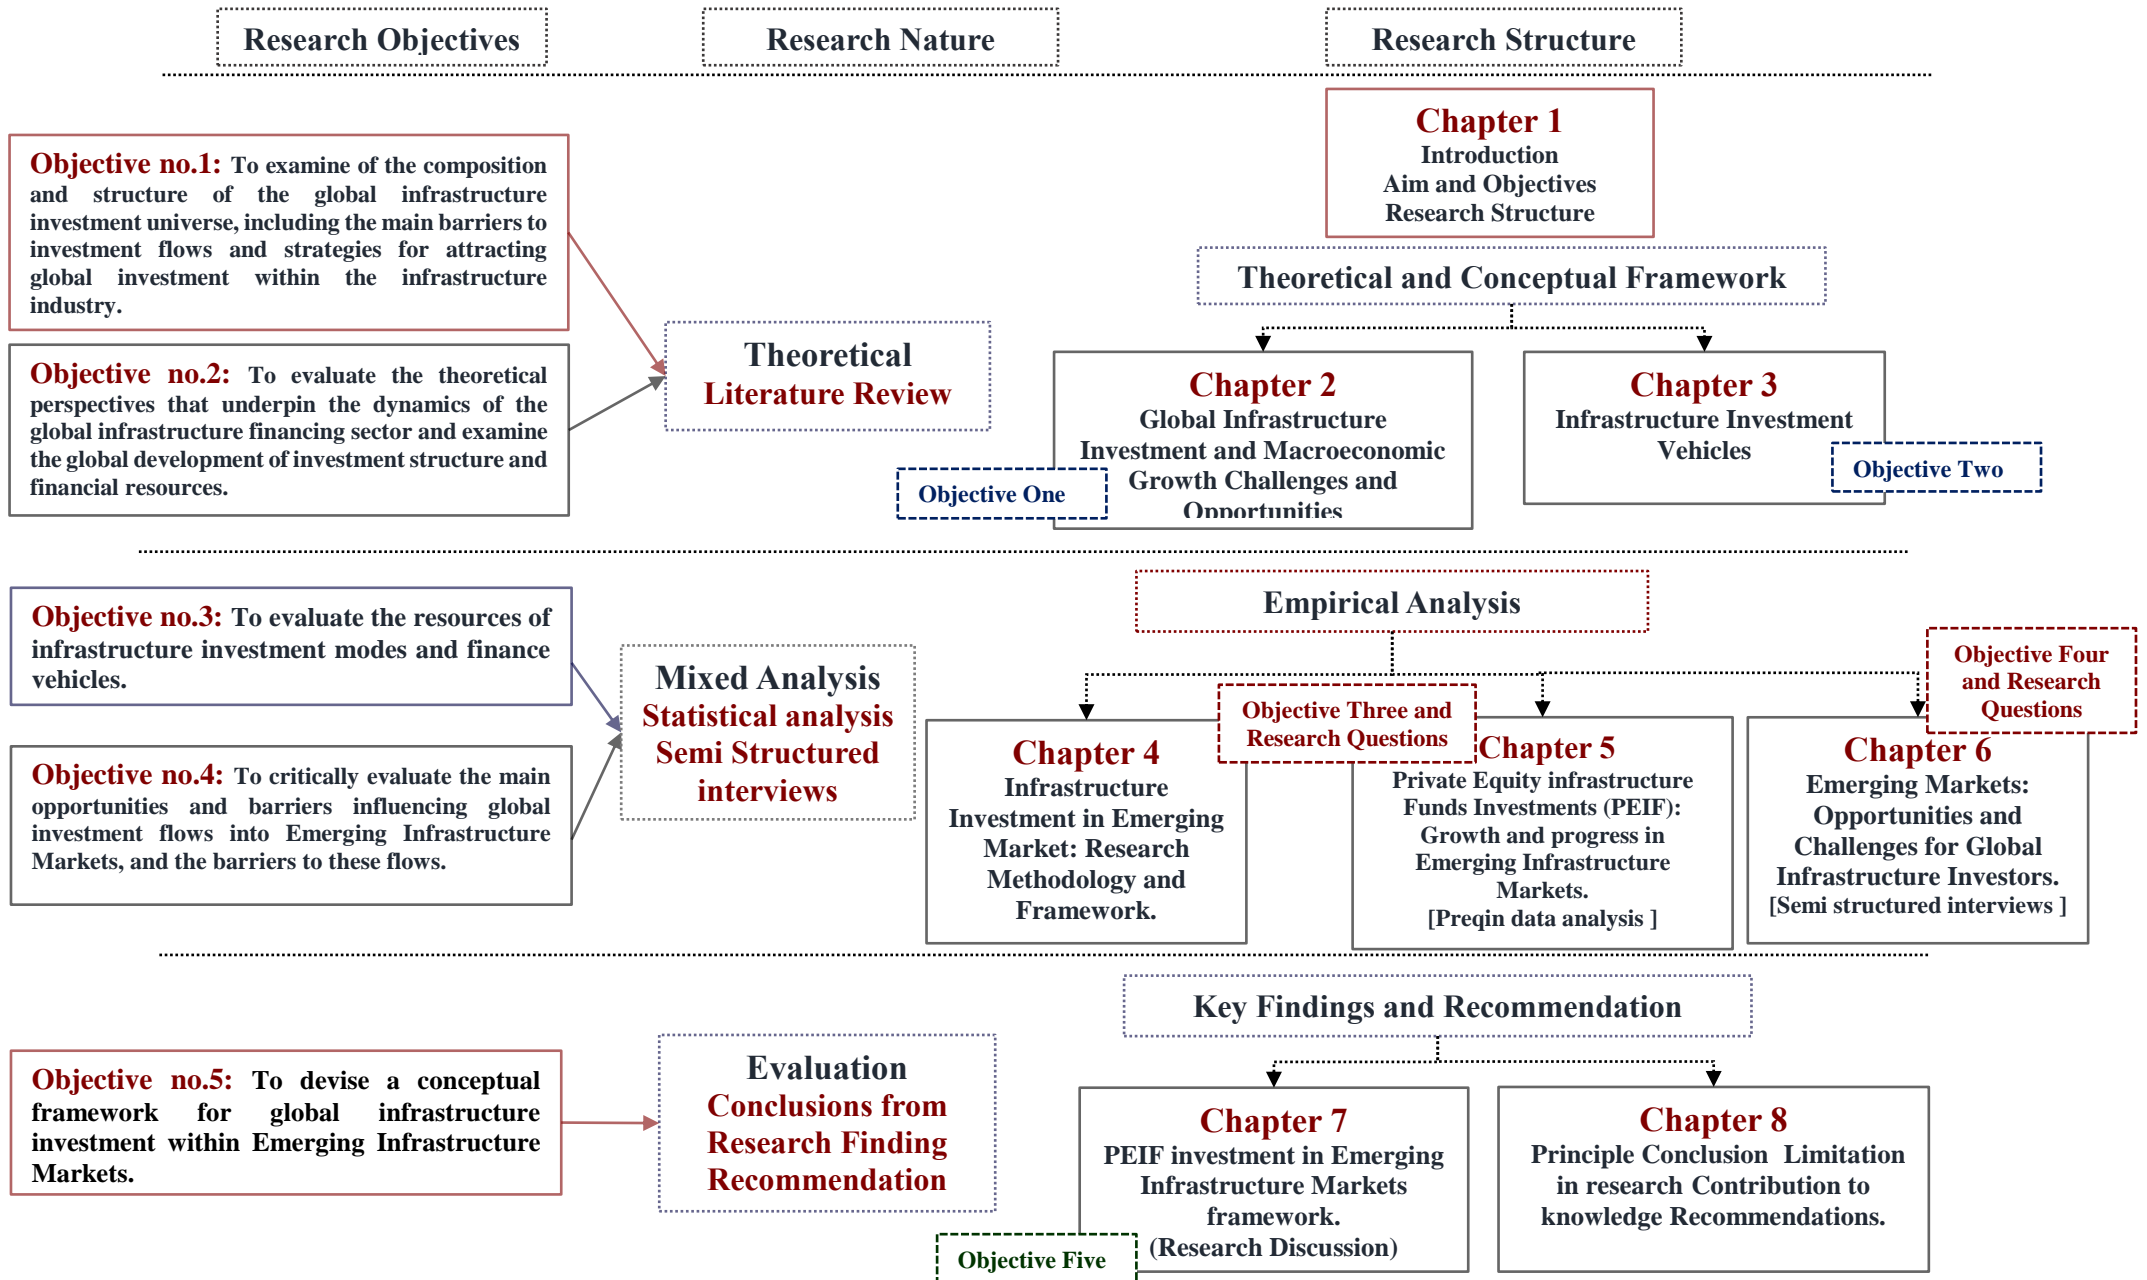 Research Objectives
Research Nature
Research Structure
Chapter 1
Introduction
Aim and Objectives
Research Structure
Objective no.1: To examine of the composition
and structure of the global infrastructure
investment universe, including the main barriers to
investment flows and strategies for attracting
global investment within the infrastructure
industry.
Objective no.2: To evaluate the theoretical
perspectives that underpin the dynamics of the
global infrastructure financing sector and examine
the global development of investment structure and
financial resources.
Theoretical
Literature Review
Theoretical and Conceptual Framework
Chapter 2
Global Infrastructure
Investment and Macroeconomic
Growth Challenges and
Opportunities
Objective One
Chapter 3
Infrastructure Investment
Vehicles
Objective Two
Objective no.3: To evaluate the resources of
infrastructure investment modes and finance
vehicles.
Objective no.4: To critically evaluate the main
opportunities and barriers influencing global
investment flows into Emerging Infrastructure
Markets, and the barriers to these flows.
Mixed Analysis
Statistical analysis
Semi Structured
interviews
Empirical Analysis
Chapter 4
Infrastructure
Investment in Emerging
Market: Research
Methodology and
Framework.
Objective Three and
Research Questions
Chapter 5
Private Equity infrastructure
Funds Investments (PEIF):
Growth and progress in
Emerging Infrastructure
Markets.
[Preqin data analysis ]
Objective Four
and Research
Questions
Chapter 6
Emerging Markets:
Opportunities and
Challenges for Global
Infrastructure Investors.
[Semi structured interviews ]
Objective no.5: To devise a conceptual
framework for global infrastructure
investment within Emerging Infrastructure
Markets.
Evaluation
Conclusions from
Research Finding
Recommendation
Key Findings and Recommendation
Chapter 7
PEIF investment in Emerging
Infrastructure Markets
framework.
(Research Discussion)
Objective Five
Chapter 8
Principle Conclusion Limitation
in research Contribution to
knowledge Recommendations.